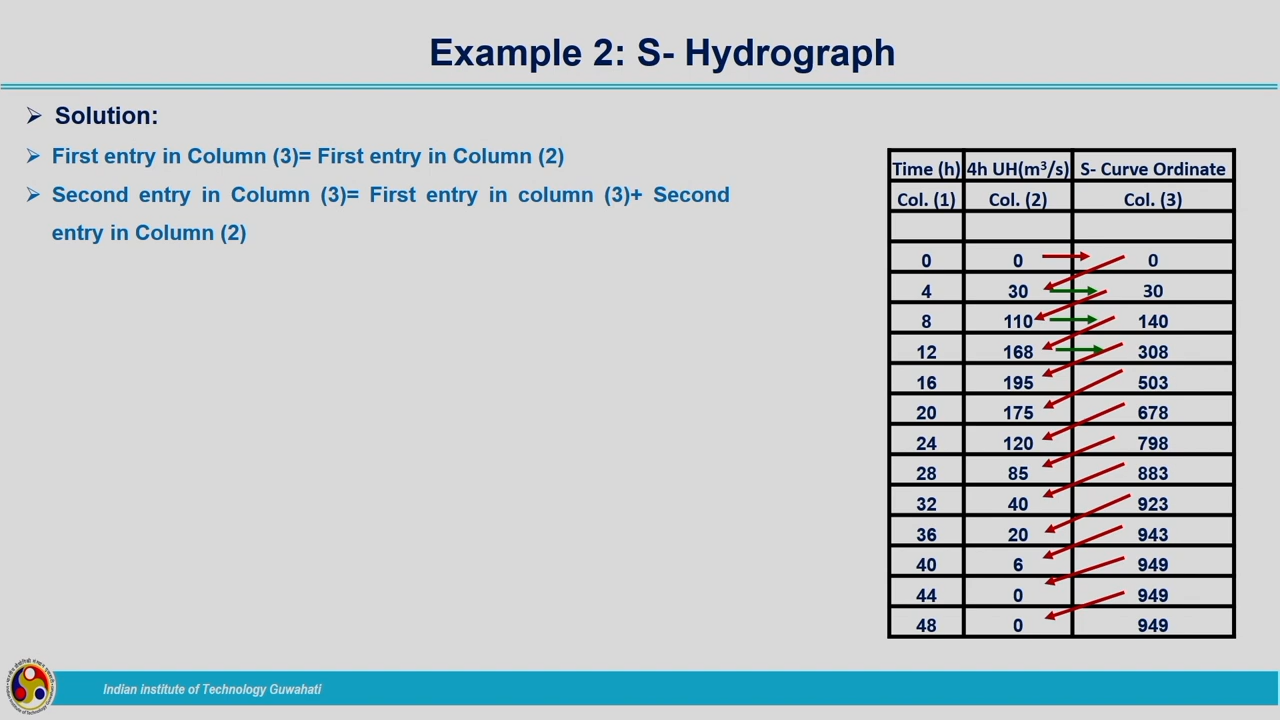 Example 2: S- Hydrograph
➢ Solution:
➢ First entry in Column (3)= First entry in Column (2)
➢ Second entry in Column (3)= First entry in column (3)+ Second
entry in Column (2)
Time (h) 4h UH(m³/s) S- Curve Ordinate
Col. (1) Col. (2) Col. (3)
0 0 0
4 30 30
8 110 140
12 168 308
16 195 503
20 175 678
24 120 798
28 85 883
32 40 923
36 20 943
40 6 949
44 0 949
48 0 949
Indian institute of Technology Guwahati